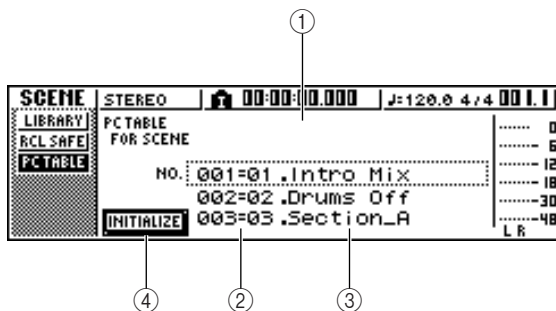 ①
SCENE STEREO I 00:00:00.000 ♩=120.0 4/4 001.1
LIBRARY PC TABLE 0
RCL SAFE FOR SCENE 6
PC TABLE 12
NO. 001=01.Intro Mix 18
002=02.Drums Off 30
INITIALIZE 003=03.Section_A 48
L R
④ ② ③